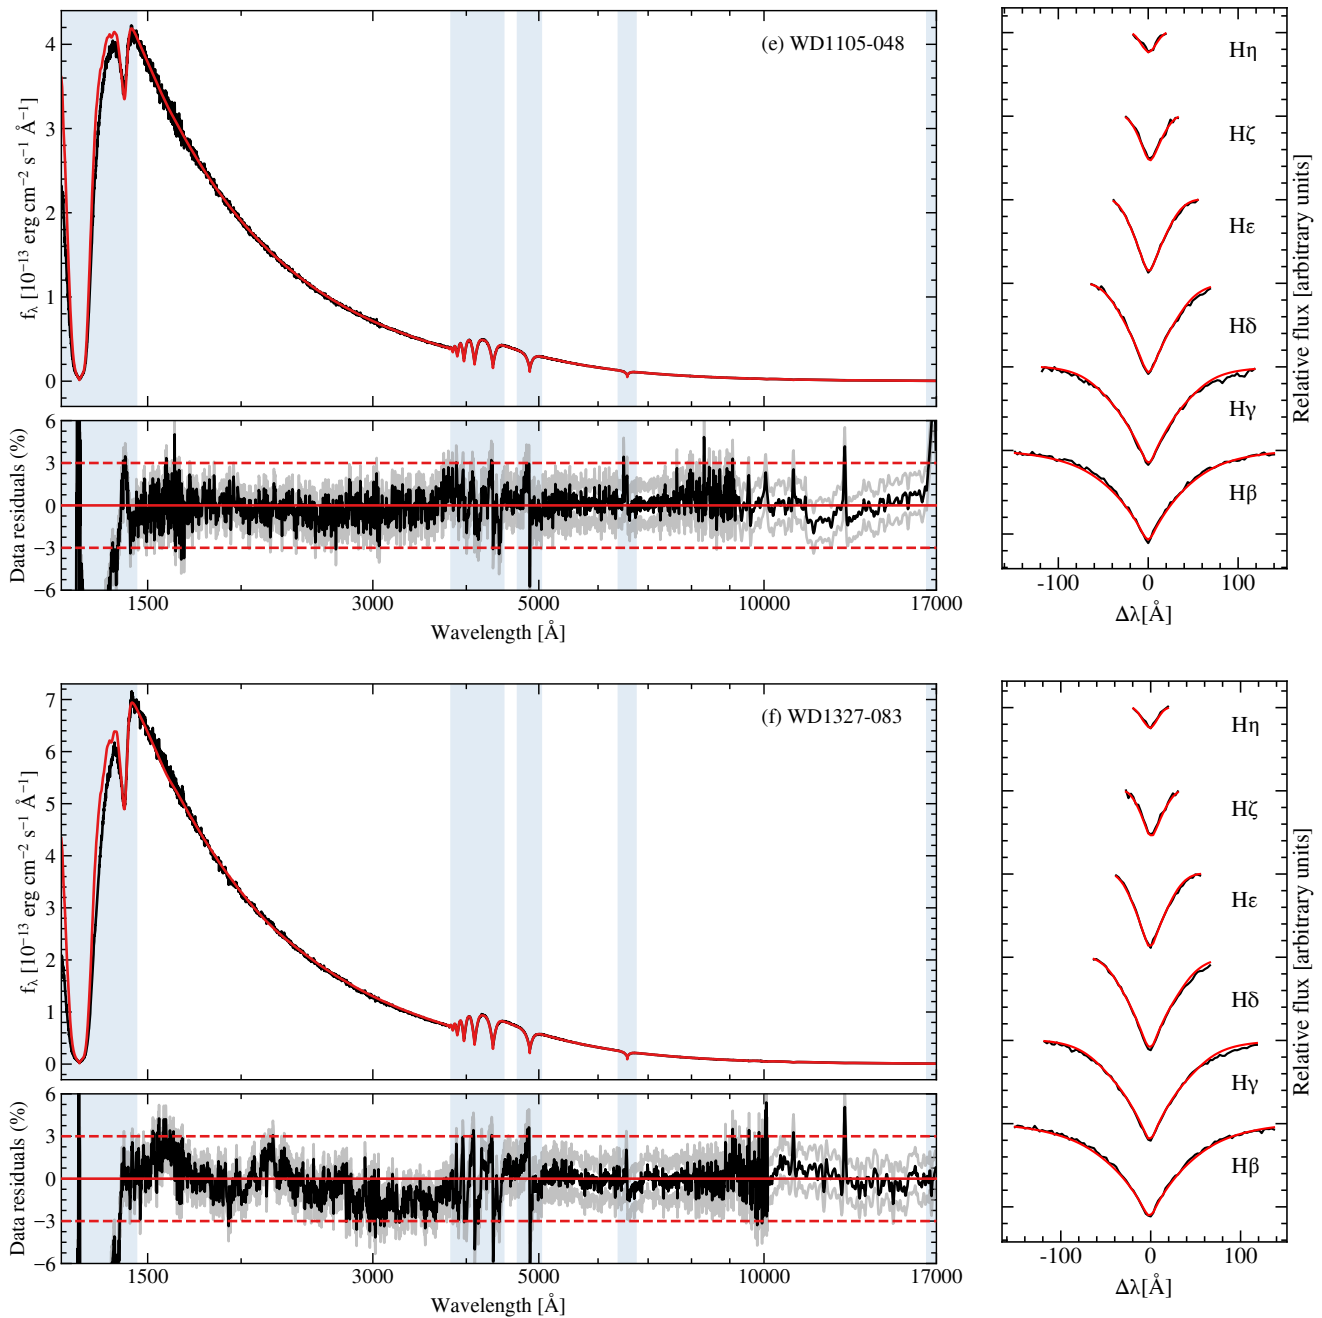 (e) WD1105-048
f_λ [10⁻¹³ erg cm⁻² s⁻¹ Å⁻¹]
4
3
2
1
0
Data residuals (%)
6
3
0
−3
−6
1500
3000
5000
10000
17000
Wavelength [Å]
Hη
Hζ
Hε
Hδ
Hγ
Hβ
Relative flux [arbitrary units]
-100
0
100
Δλ[Å]
(f) WD1327-083
f_λ [10⁻¹³ erg cm⁻² s⁻¹ Å⁻¹]
7
6
5
4
3
2
1
0
Data residuals (%)
6
3
0
−3
−6
1500
3000
5000
10000
17000
Wavelength [Å]
Hη
Hζ
Hε
Hδ
Hγ
Hβ
Relative flux [arbitrary units]
-100
0
100
Δλ[Å]